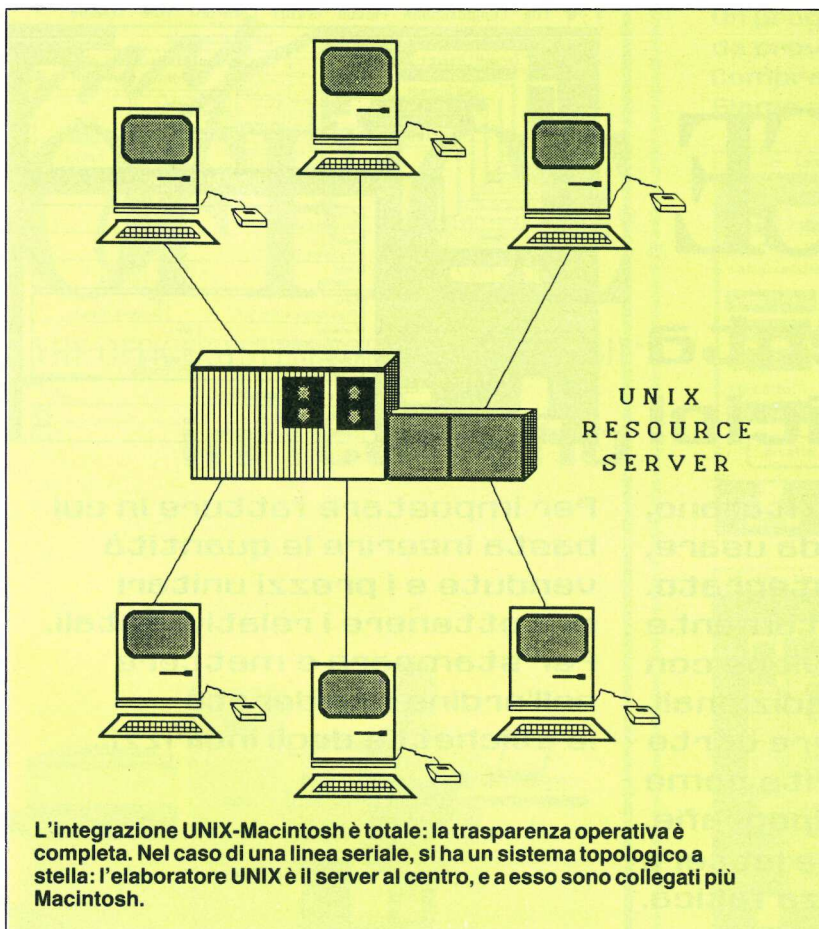 UNIX
RESOURCE
SERVER
L'integrazione UNIX-Macintosh è totale: la trasparenza operativa è
completa. Nel caso di una linea seriale, si ha un sistema topologico a
stella: l'elaboratore UNIX è il server al centro, e a esso sono collegati più
Macintosh.